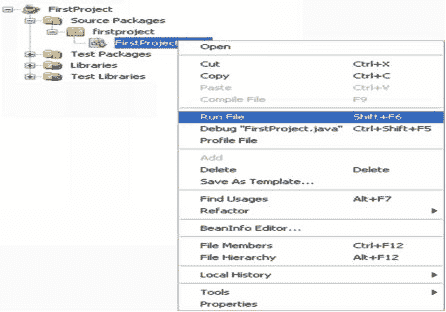 FirstProject
Source Packages
firstproject
FirstProject
Test Packages
Libraries
Test Libraries
Open
Cut Ctrl+X
Copy Ctrl+C
Paste Ctrl+V
Compile File F9
Run File Shift+F6
Debug "FirstProject.java" Ctrl+Shift+F5
Profile File
Add
Delete Delete
Save As Template...
Find Usages Alt+F7
Refactor
BeanInfo Editor...
File Members Ctrl+F12
File Hierarchy Alt+F12
Local History
Tools
Properties